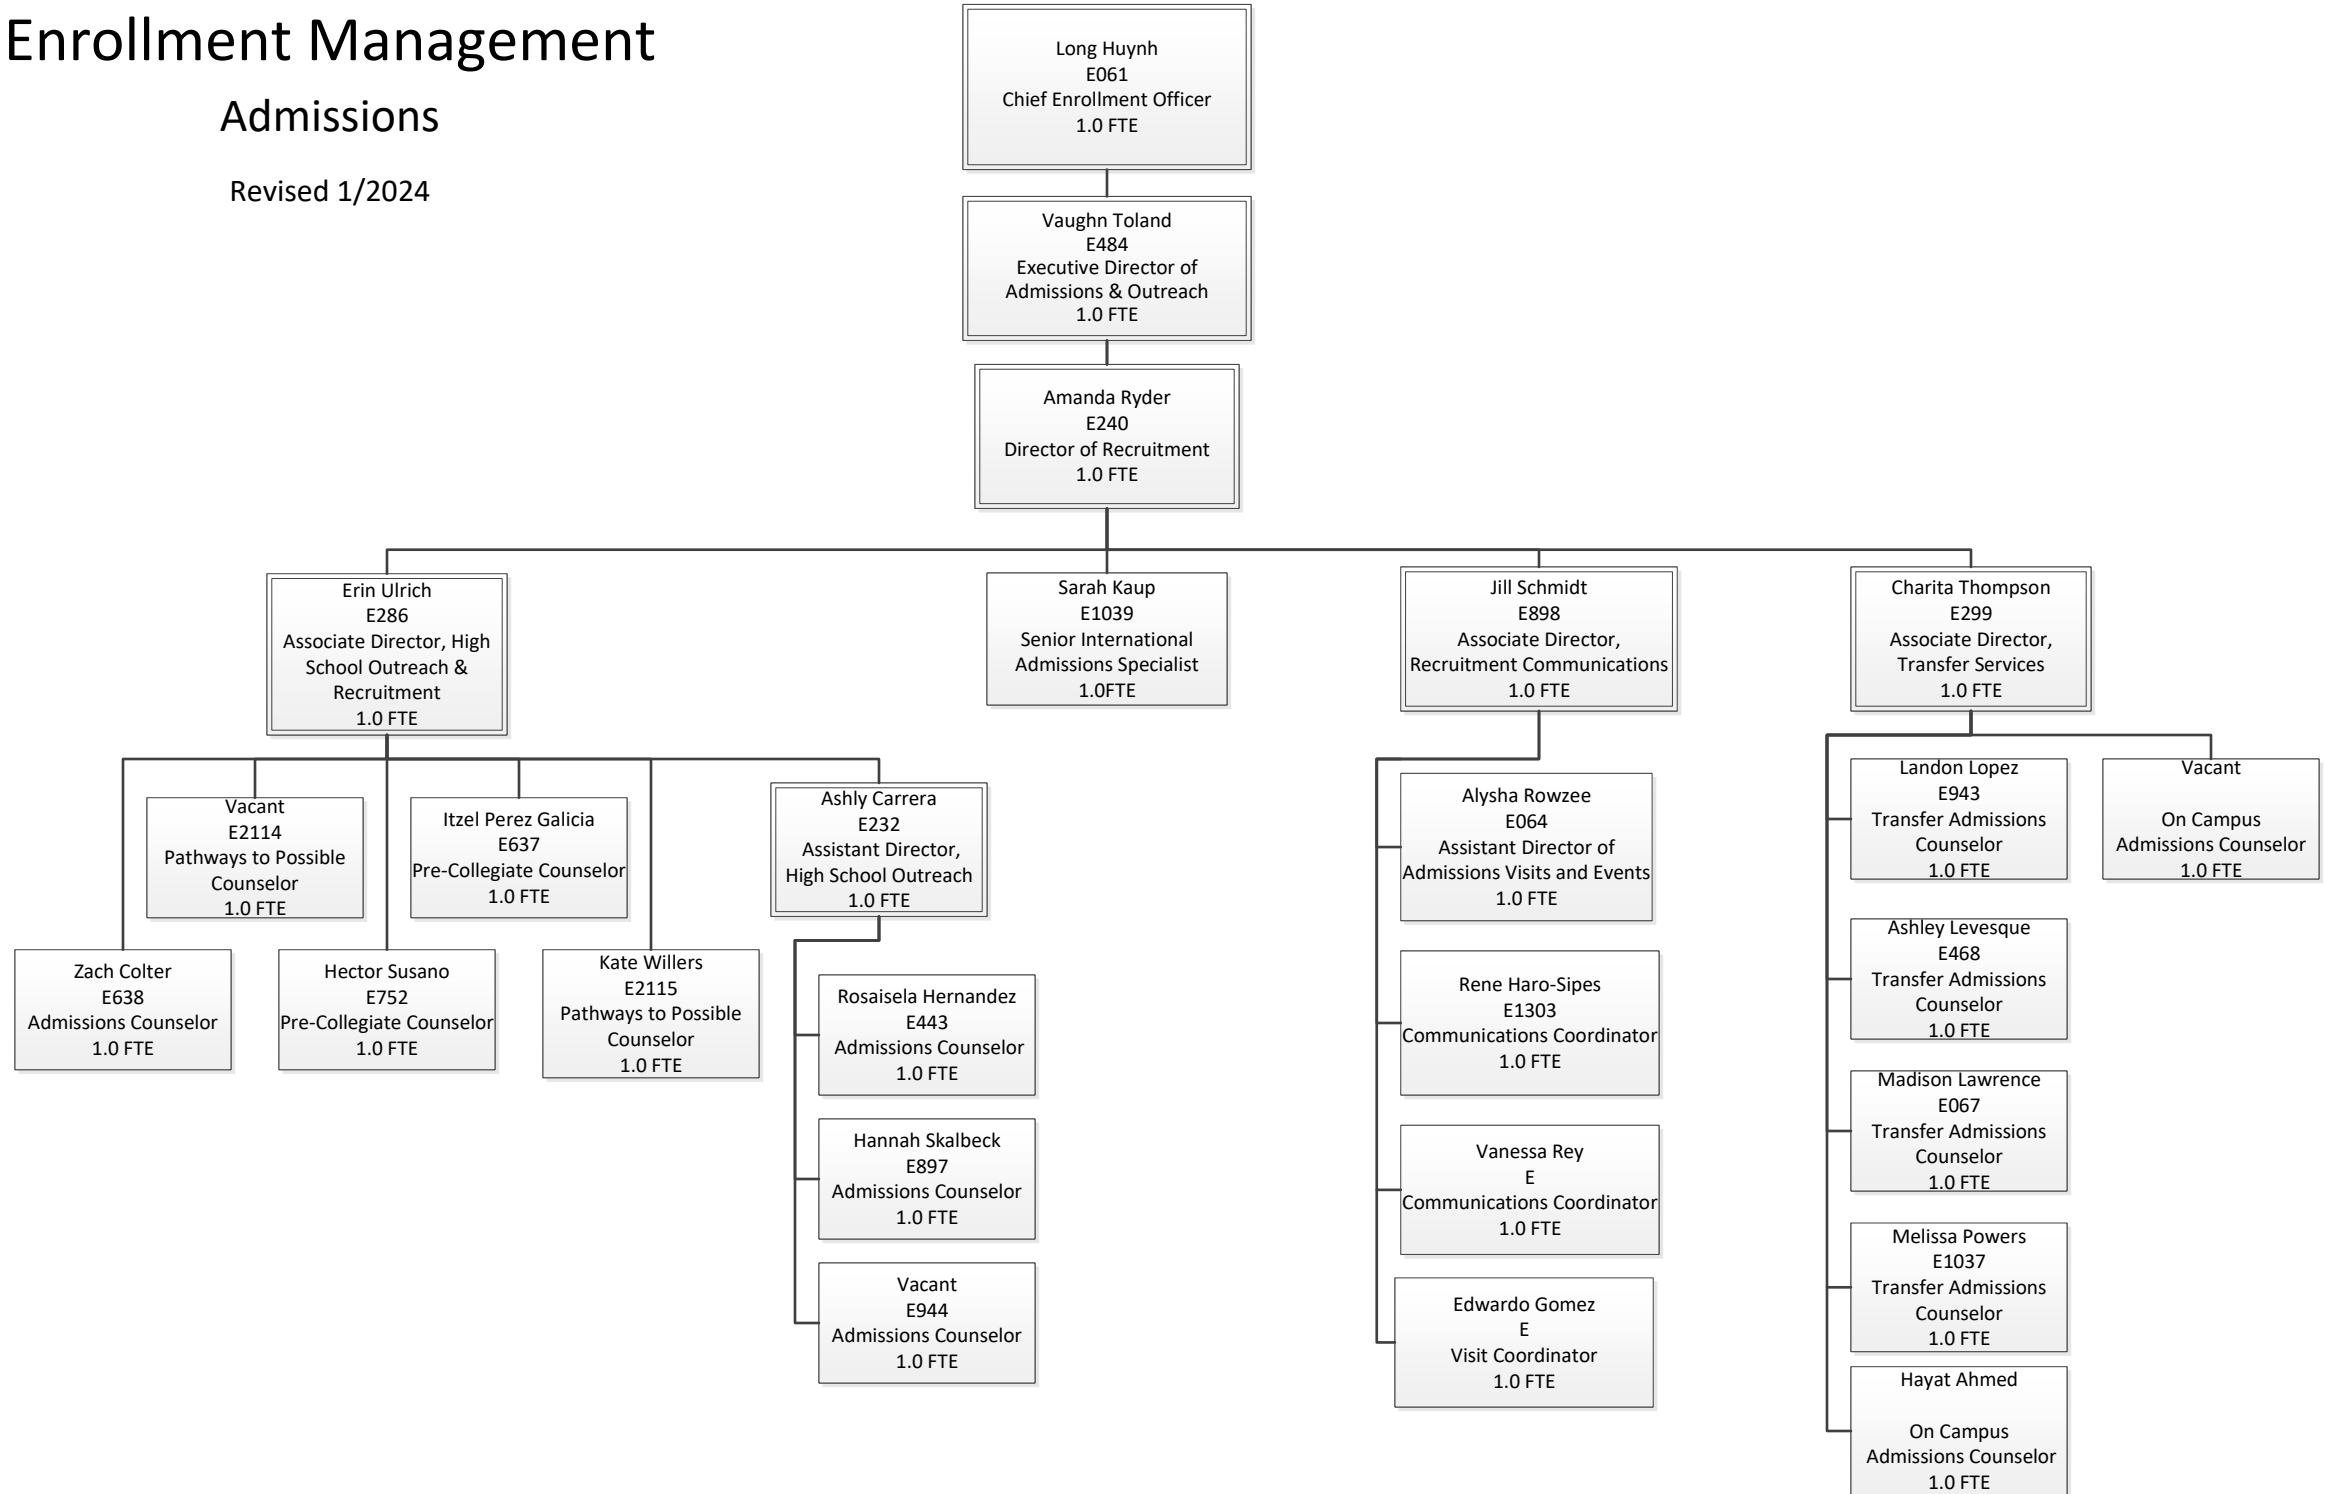 Enrollment Management
Admissions
Revised 1/2024
Long Huynh
E061
Chief Enrollment Officer
1.0 FTE
Vaughn Toland
E484
Executive Director of
Admissions & Outreach
1.0 FTE
Amanda Ryder
E240
Director of Recruitment
1.0 FTE
Erin Ulrich
E286
Associate Director, High
School Outreach &
Recruitment
1.0 FTE
Sarah Kaup
E1039
Senior International
Admissions Specialist
1.0FTE
Jill Schmidt
E898
Associate Director,
Recruitment Communications
1.0 FTE
Charita Thompson
E299
Associate Director,
Transfer Services
1.0 FTE
Vacant
E2114
Pathways to Possible
Counselor
1.0 FTE
Itzel Perez Galicia
E637
Pre-Collegiate Counselor
1.0 FTE
Ashly Carrera
E232
Assistant Director,
High School Outreach
1.0 FTE
Zach Colter
E638
Admissions Counselor
1.0 FTE
Hector Susano
E752
Pre-Collegiate Counselor
1.0 FTE
Kate Willers
E2115
Pathways to Possible
Counselor
1.0 FTE
Rosaisela Hernandez
E443
Admissions Counselor
1.0 FTE
Hannah Skalbeck
E897
Admissions Counselor
1.0 FTE
Vacant
E944
Admissions Counselor
1.0 FTE
Alysha Rowzee
E064
Assistant Director of
Admissions Visits and Events
1.0 FTE
Rene Haro-Sipes
E1303
Communications Coordinator
1.0 FTE
Vanessa Rey
E
Communications Coordinator
1.0 FTE
Edwardo Gomez
E
Visit Coordinator
1.0 FTE
Landon Lopez
E943
Transfer Admissions
Counselor
1.0 FTE
Vacant
On Campus
Admissions Counselor
1.0 FTE
Ashley Levesque
E468
Transfer Admissions
Counselor
1.0 FTE
Madison Lawrence
E067
Transfer Admissions
Counselor
1.0 FTE
Melissa Powers
E1037
Transfer Admissions
Counselor
1.0 FTE
Hayat Ahmed
On Campus
Admissions Counselor
1.0 FTE